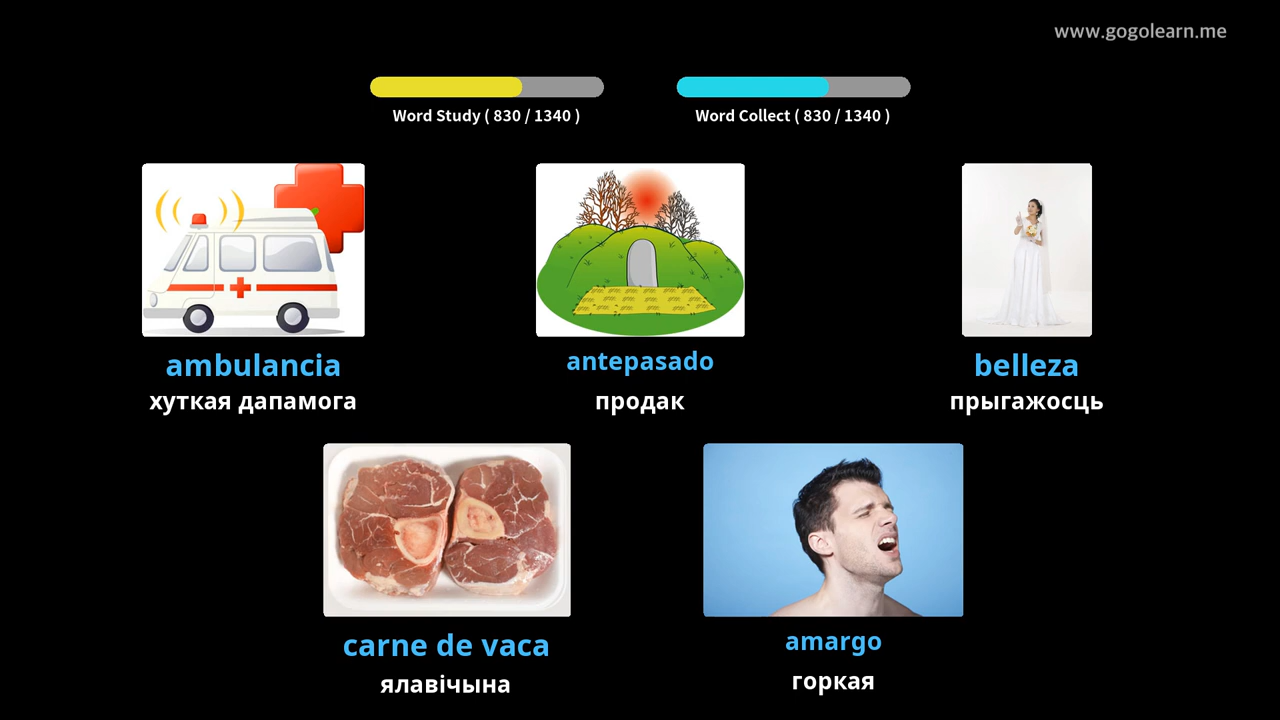 www.gogolearn.me
Word Study ( 830 / 1340 )
Word Collect ( 830 / 1340 )
ambulancia
хуткая дапамога
antepasado
продак
belleza
прыгажосць
carne de vaca
ялавічына
amargo
горкая